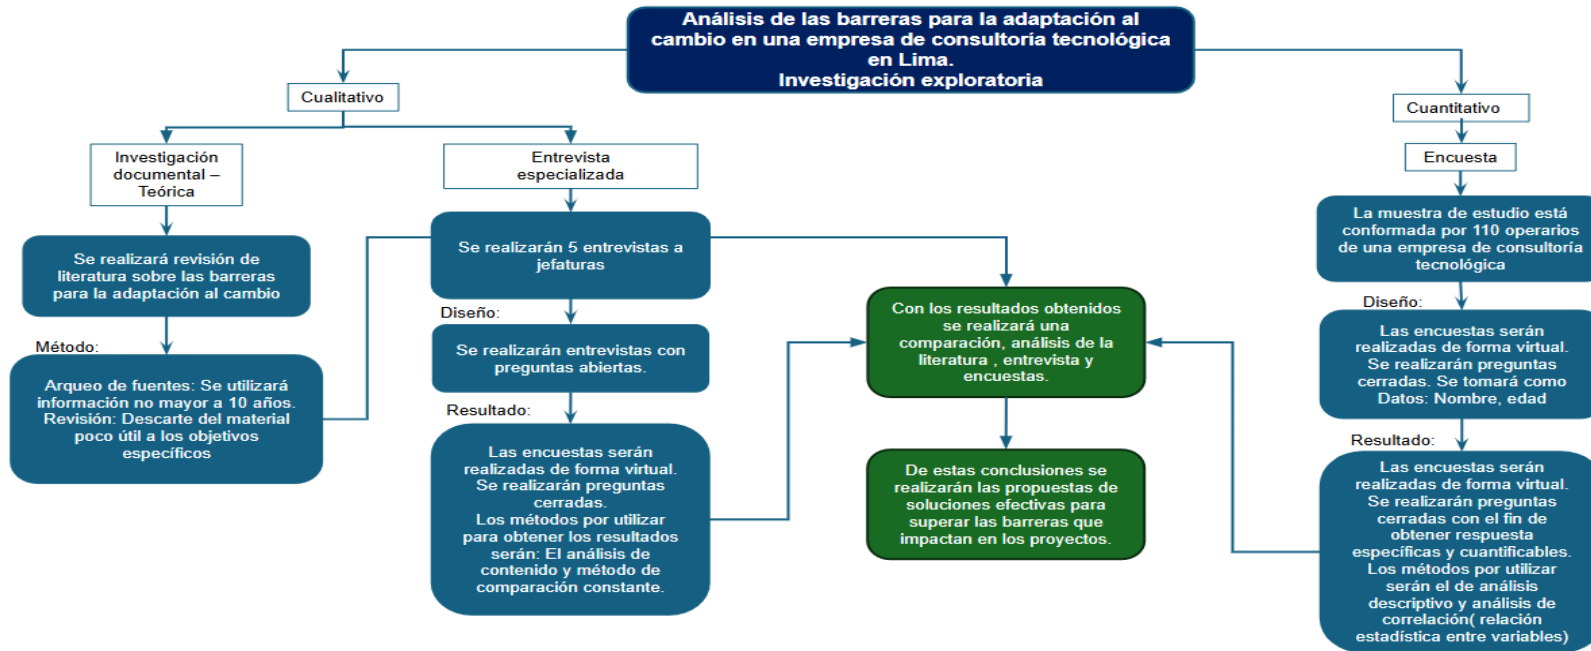 Análisis de las barreras para la adaptación al
cambio en una empresa de consultoría tecnológica
en Lima.
Investigación exploratoria
Cualitativo
Investigación
documental –
Teórica
Se realizará revisión de
literatura sobre las barreras
para la adaptación al cambio
Método:
Arqueo de fuentes: Se utilizará
información no mayor a 10 años.
Revisión: Descarte del material
poco útil a los objetivos
específicos
Entrevista
especializada
Se realizarán 5 entrevistas a
jefaturas
Diseño:
Se realizarán entrevistas con
preguntas abiertas.
Resultado:
Las encuestas serán
realizadas de forma virtual.
Se realizarán preguntas
cerradas.
Los métodos por utilizar
para obtener los resultados
serán: El análisis de
contenido y método de
comparación constante.
Con los resultados obtenidos
se realizará una
comparación, análisis de la
literatura , entrevista y
encuestas.
De estas conclusiones se
realizarán las propuestas de
soluciones efectivas para
superar las barreras que
impactan en los proyectos.
Cuantitativo
Encuesta
La muestra de estudio está
conformada por 110 operarios
de una empresa de consultoría
tecnológica
Diseño:
Las encuestas serán
realizadas de forma virtual.
Se realizarán preguntas
cerradas. Se tomará como
Datos: Nombre, edad
Resultado:
Las encuestas serán
realizadas de forma virtual.
Se realizarán preguntas
cerradas con el fin de
obtener respuesta
específicas y cuantificables.
Los métodos por utilizar
serán el de análisis
descriptivo y análisis de
correlación( relación
estadística entre variables)